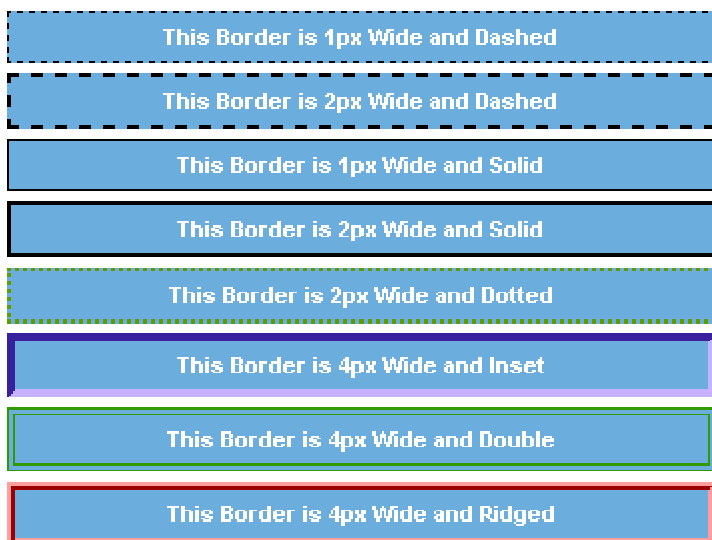 This Border is 1px Wide and Dashed
This Border is 2px Wide and Dashed
This Border is 1px Wide and Solid
This Border is 2px Wide and Solid
This Border is 2px Wide and Dotted
This Border is 4px Wide and Inset
This Border is 4px Wide and Double
This Border is 4px Wide and Ridged